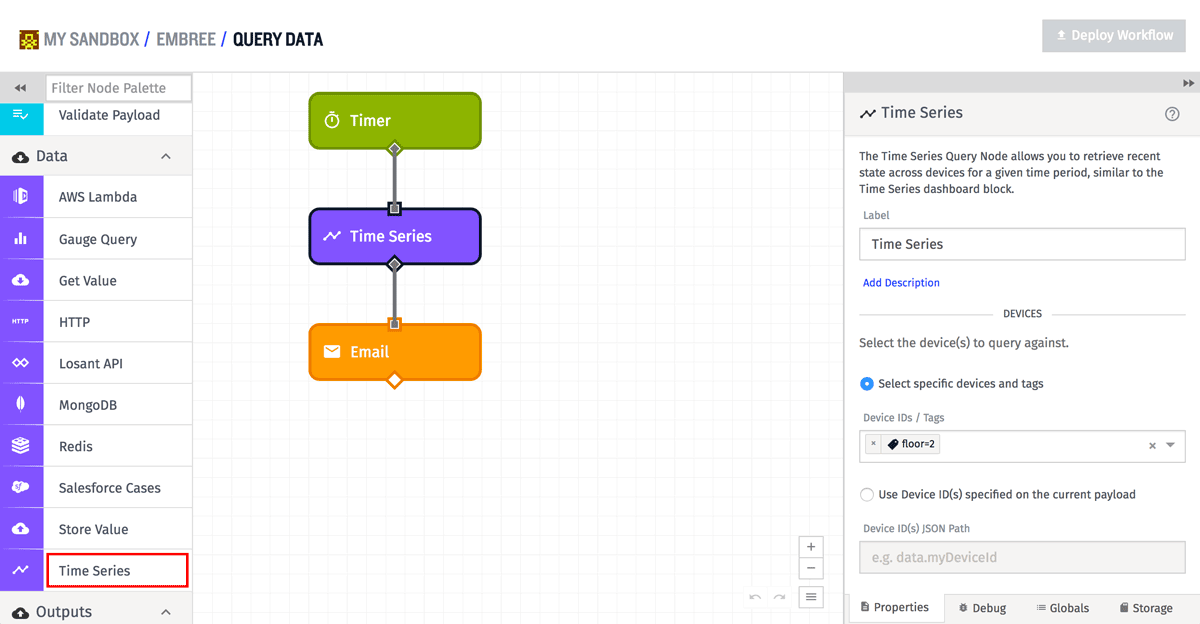 MY SANDBOX / EMBREE / QUERY DATA
Deploy Workflow
Filter Node Palette
Validate Payload
Data
AWS Lambda
Gauge Query
Get Value
HTTP
HTTP
Losant API
MongoDB
Redis
Salesforce Cases
Store Value
Time Series
Outputs
Timer
Time Series
Email
Time Series
The Time Series Query Node allows you to retrieve recent
state across devices for a given time period, similar to the
Time Series dashboard block.
Label
Time Series
Add Description
DEVICES
Select the device(s) to query against.
Select specific devices and tags
Device IDs / Tags
× floor=2 ×
Use Device ID(s) specified on the current payload
Device ID(s) JSON Path
e.g. data.myDeviceId
Properties Debug Globals Storage